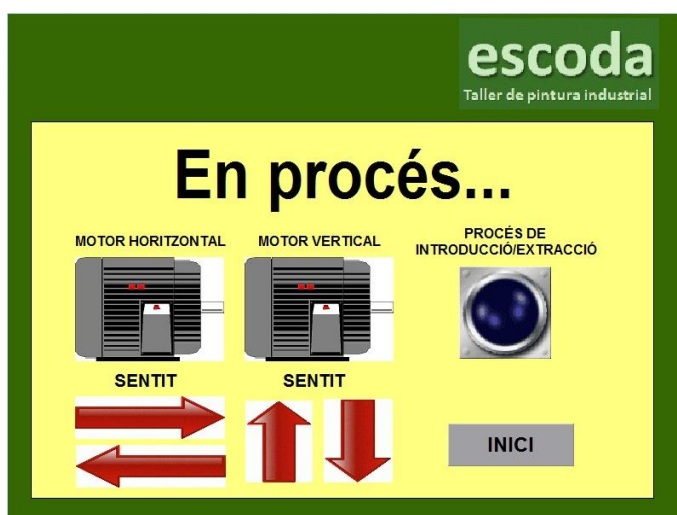 escoda
Taller de pintura industrial
En procés...
MOTOR HORITZONTAL
MOTOR VERTICAL
PROCÉS DE
INTRODUCCIÓ/EXTRACCIÓ
SENTIT
SENTIT
INICI